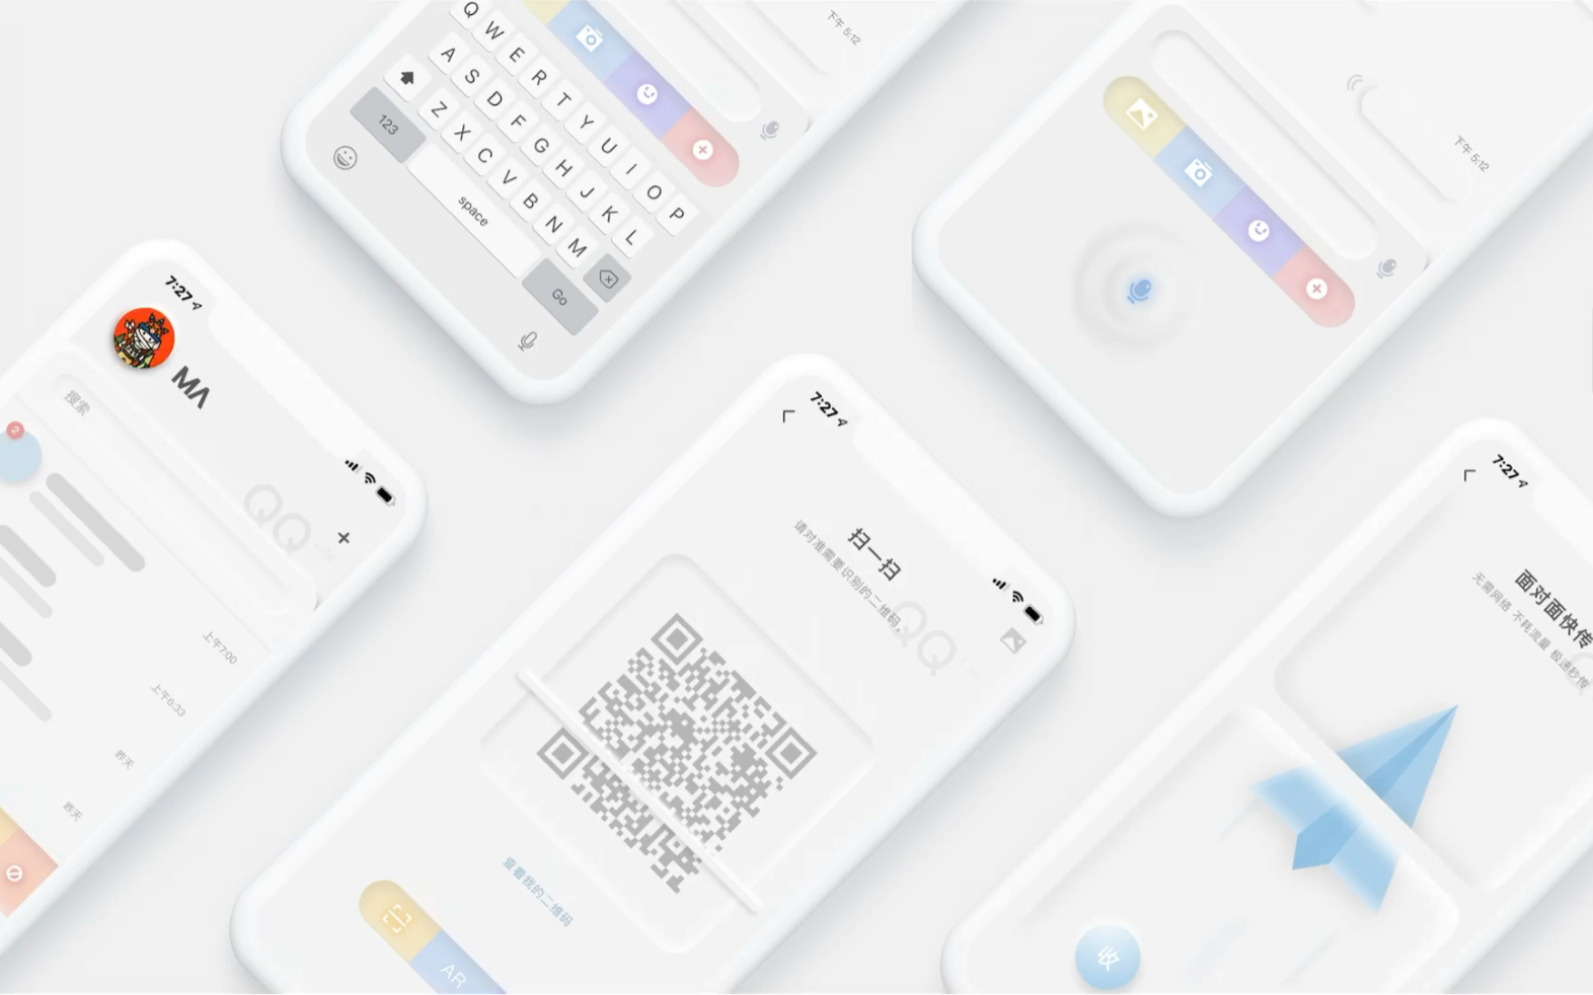 Q W E R T Y U I O P
A S D F G H J K L
Z X C V B N M
123
space
Go
下午 5:12
下午 5:12
7:27
MA
搜索
2
QQ
上午7:00
上午6:33
昨天
昨天
7:27
扫一扫
请对准需要识别的二维码。
QQ
查看我的二维码
AR
7:27
面对面快传
无需网络 不耗流量 极速秒传
收